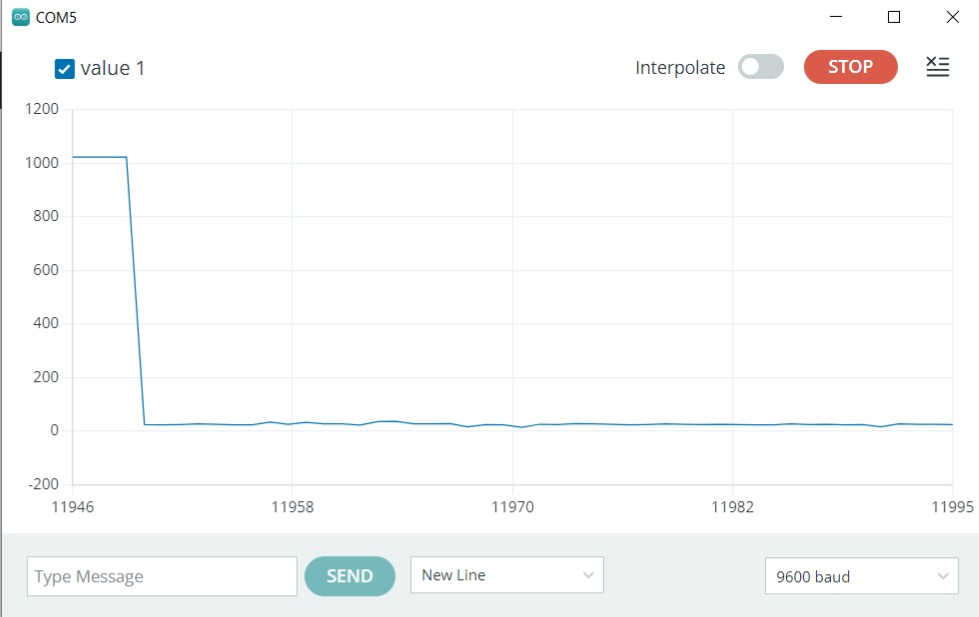 COM5
value 1
Interpolate
STOP
1200
1000
800
600
400
200
0
-200
11946 11958 11970 11982 11995
Type Message SEND New Line 9600 baud